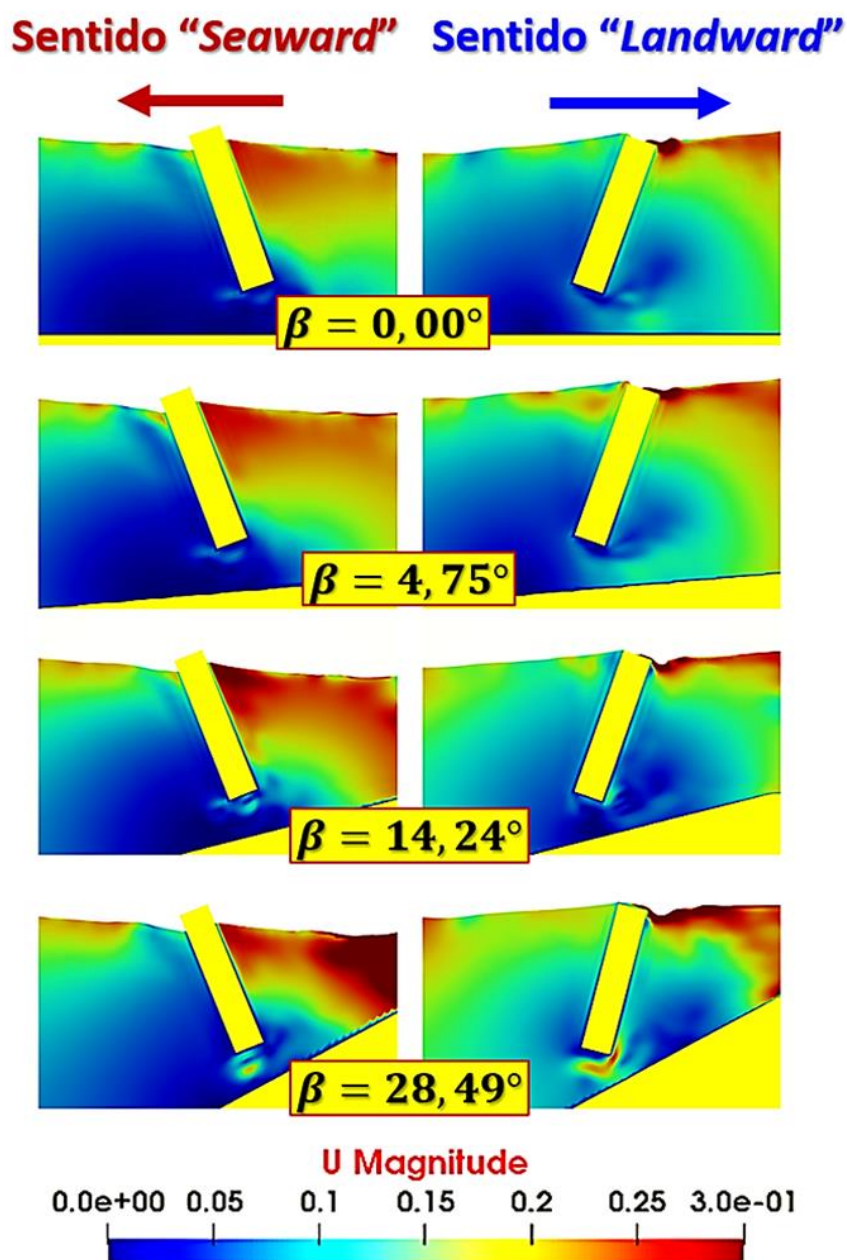 Sentido “Seaward” Sentido “Landward”
β = 0, 00°
β = 4, 75°
β = 14, 24°
β = 28, 49°
U Magnitude
0.0e+00 0.05 0.1 0.15 0.2 0.25 3.0e-01